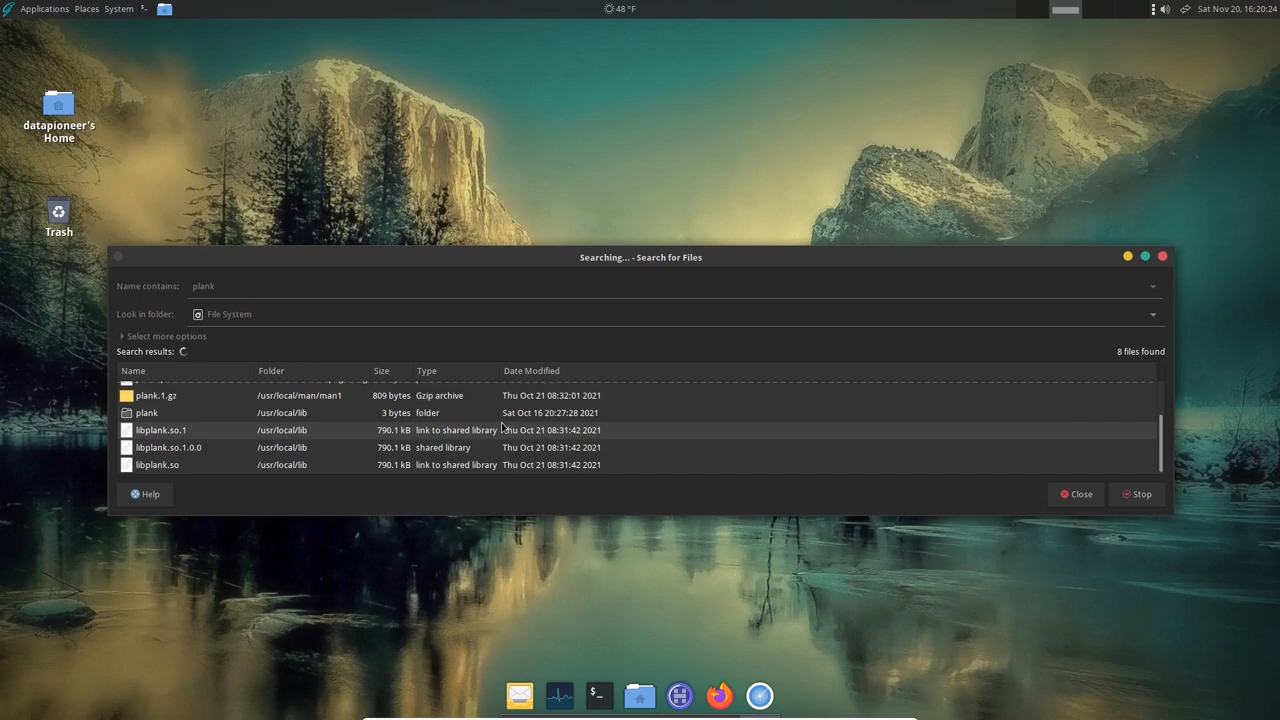 Applications Places System
48 °F
Sat Nov 20, 16:20:24
datapioneer's
Home
Trash
Searching... - Search for Files
Name contains: plank
Look in folder: File System
Select more options
Search results: 8 files found
Name Folder Size Type Date Modified
plank.1.gz /usr/local/man/man1 809 bytes Gzip archive Thu Oct 21 08:32:01 2021
plank /usr/local/lib 3 bytes folder Sat Oct 16 20:27:28 2021
libplank.so.1 /usr/local/lib 790.1 kB link to shared library Thu Oct 21 08:31:42 2021
libplank.so.1.0.0 /usr/local/lib 790.1 kB shared library Thu Oct 21 08:31:42 2021
libplank.so /usr/local/lib 790.1 kB link to shared library Thu Oct 21 08:31:42 2021
Help Close Stop